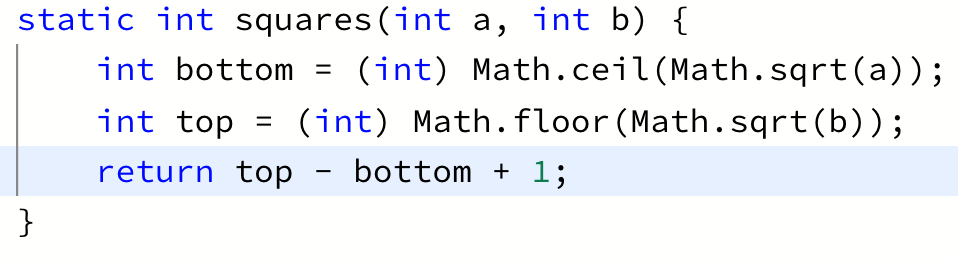 static int squares(int a, int b) {
    int bottom = (int) Math.ceil(Math.sqrt(a));
    int top = (int) Math.floor(Math.sqrt(b));
    return top - bottom + 1;
}